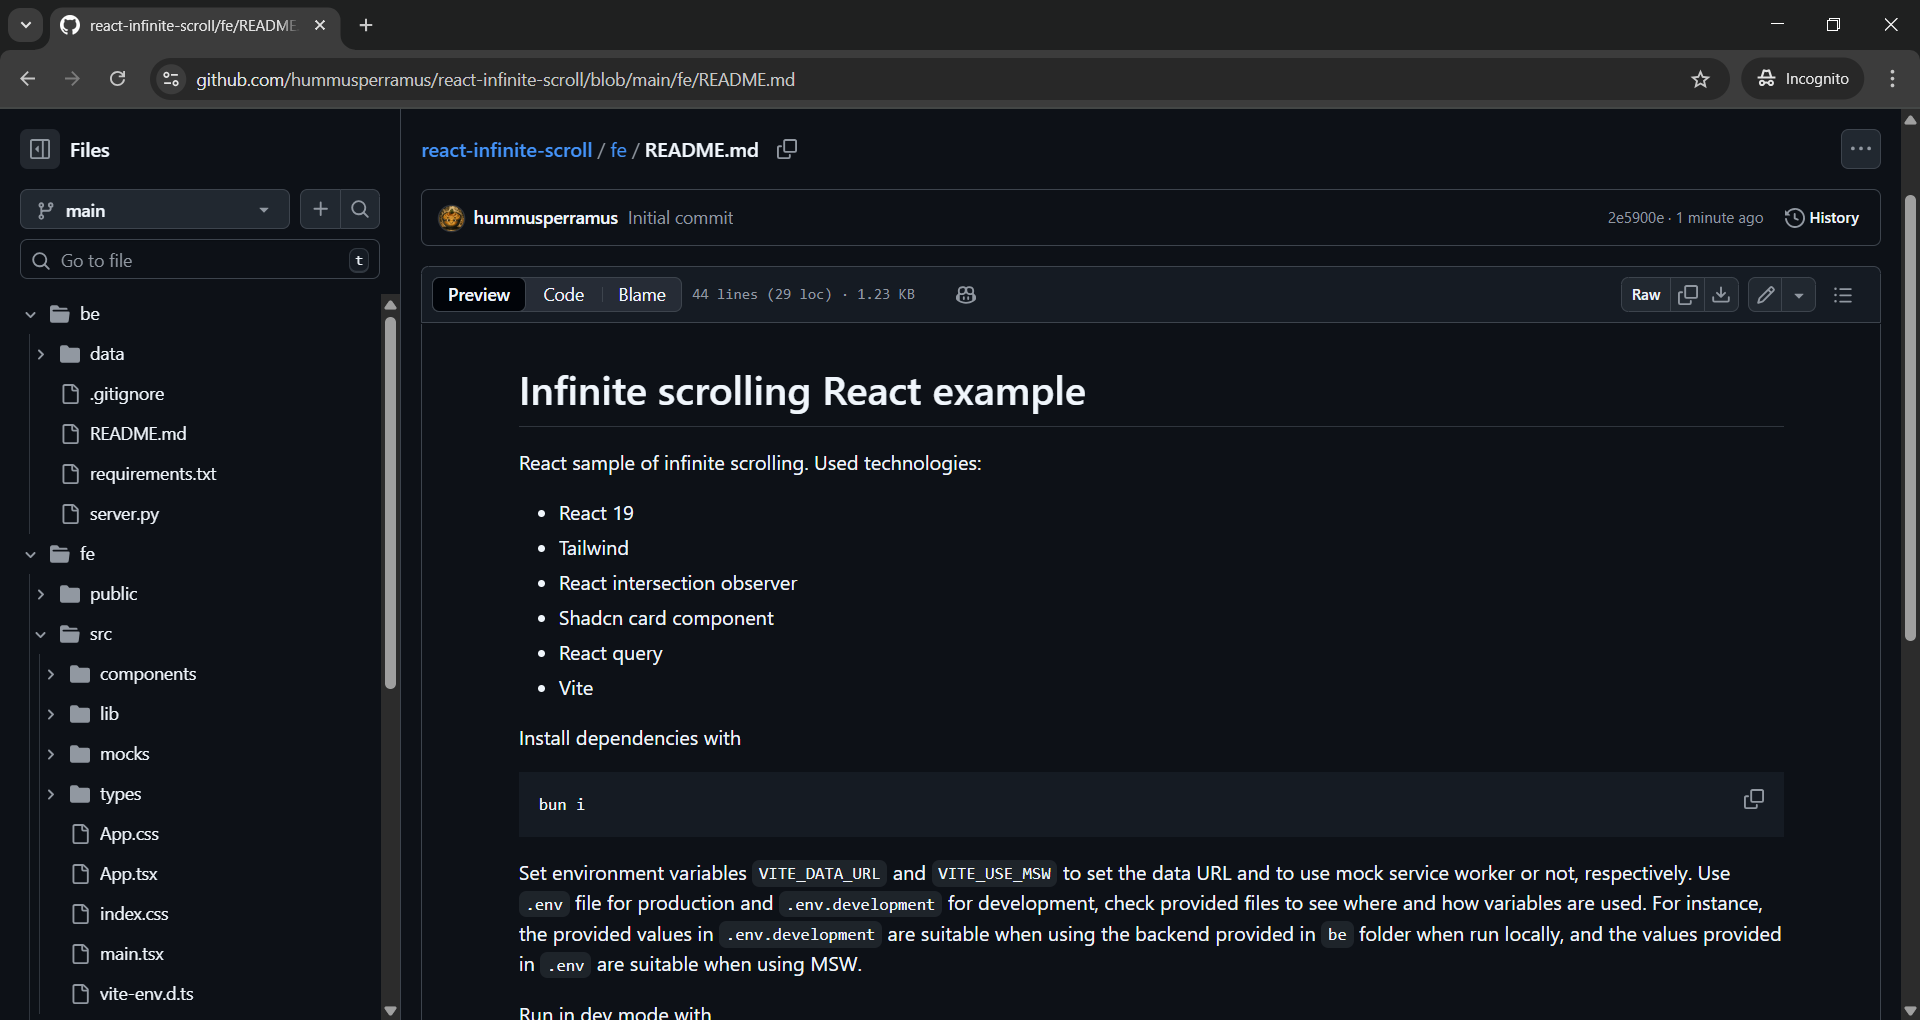 react-infinite-scroll/fe/README.
github.com/hummusperramus/react-infinite-scroll/blob/main/fe/README.md
Incognito
Files
main
Go to file
t
be
data
.gitignore
README.md
requirements.txt
server.py
fe
public
src
components
lib
mocks
types
App.css
App.tsx
index.css
main.tsx
vite-env.d.ts
react-infinite-scroll / fe / README.md
hummusperramus Initial commit
2e5900e · 1 minute ago
History
Preview Code Blame 44 lines (29 loc) · 1.23 KB
Raw
Infinite scrolling React example
React sample of infinite scrolling. Used technologies:
• React 19
• Tailwind
• React intersection observer
• Shadcn card component
• React query
• Vite
Install dependencies with
bun i
Set environment variables VITE_DATA_URL and VITE_USE_MSW to set the data URL and to use mock service worker or not, respectively. Use
.env file for production and .env.development for development, check provided files to see where and how variables are used. For instance,
the provided values in .env.development are suitable when using the backend provided in be folder when run locally, and the values provided
in .env are suitable when using MSW.
Run in dev mode with